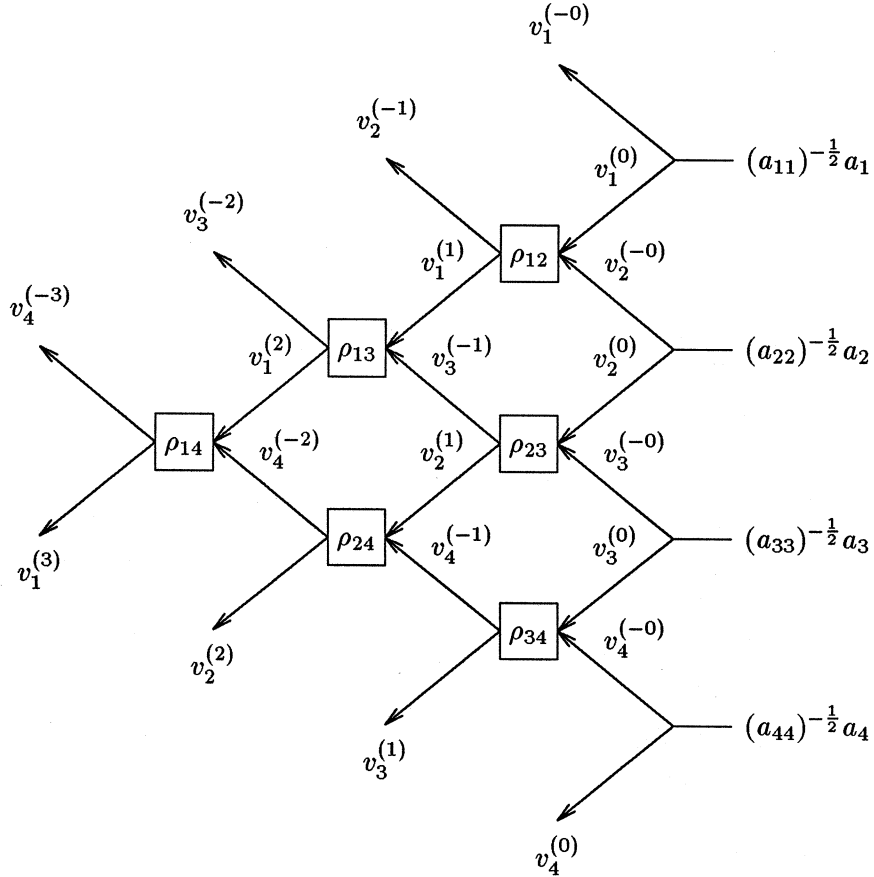 v_1^{(-0)}
v_2^{(-1)}
v_1^{(0)} (a_{11})^{-\frac{1}{2}} a_1
v_3^{(-2)}
v_1^{(1)} ρ_{12} v_2^{(-0)}
v_4^{(-3)}
v_1^{(2)} ρ_{13} v_3^{(-1)} v_2^{(0)} (a_{22})^{-\frac{1}{2}} a_2
ρ_{14} v_4^{(-2)} v_2^{(1)} ρ_{23} v_3^{(-0)}
v_1^{(3)} ρ_{24} v_4^{(-1)} v_3^{(0)} (a_{33})^{-\frac{1}{2}} a_3
v_2^{(2)} ρ_{34} v_4^{(-0)}
v_3^{(1)} (a_{44})^{-\frac{1}{2}} a_4
v_4^{(0)}